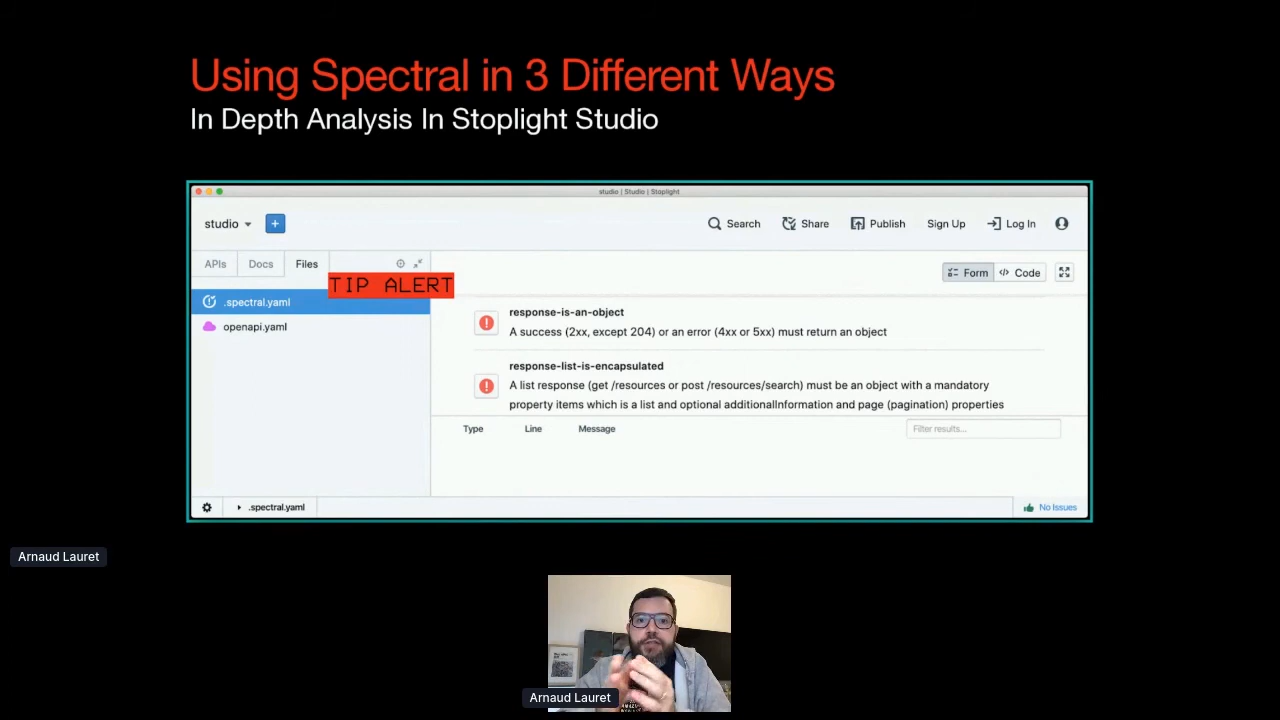 Using Spectral in 3 Different Ways
In Depth Analysis In Stoplight Studio
studio | Studio | Stoplight
studio
+
Search
Share
Publish
Sign Up
Log In
APIs
Docs
Files
TIP ALERT
Form
</> Code
.spectral.yaml
openapi.yaml
response-is-an-object
A success (2xx, except 204) or an error (4xx or 5xx) must return an object
response-list-is-encapsulated
A list response (get /resources or post /resources/search) must be an object with a mandatory
property items which is a list and optional additionalInformation and page (pagination) properties
Type
Line
Message
Filter results...
.spectral.yaml
No Issues
Arnaud Lauret
Arnaud Lauret